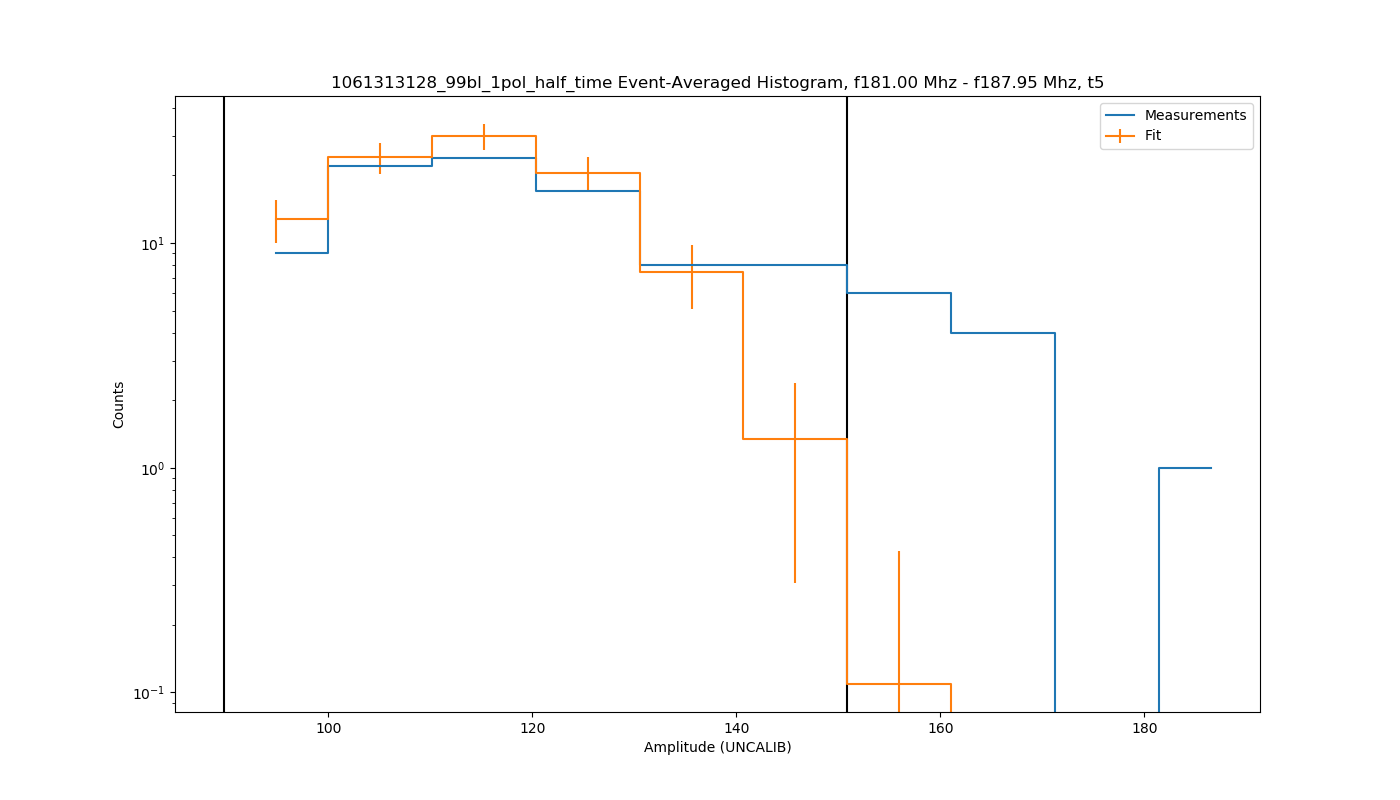 1061313128_99bl_1pol_half_time Event-Averaged Histogram, f181.00 Mhz - f187.95 Mhz, t5
Measurements
Fit
Counts
10¹
10⁰
10⁻¹
100 120 140 160 180
Amplitude (UNCALIB)